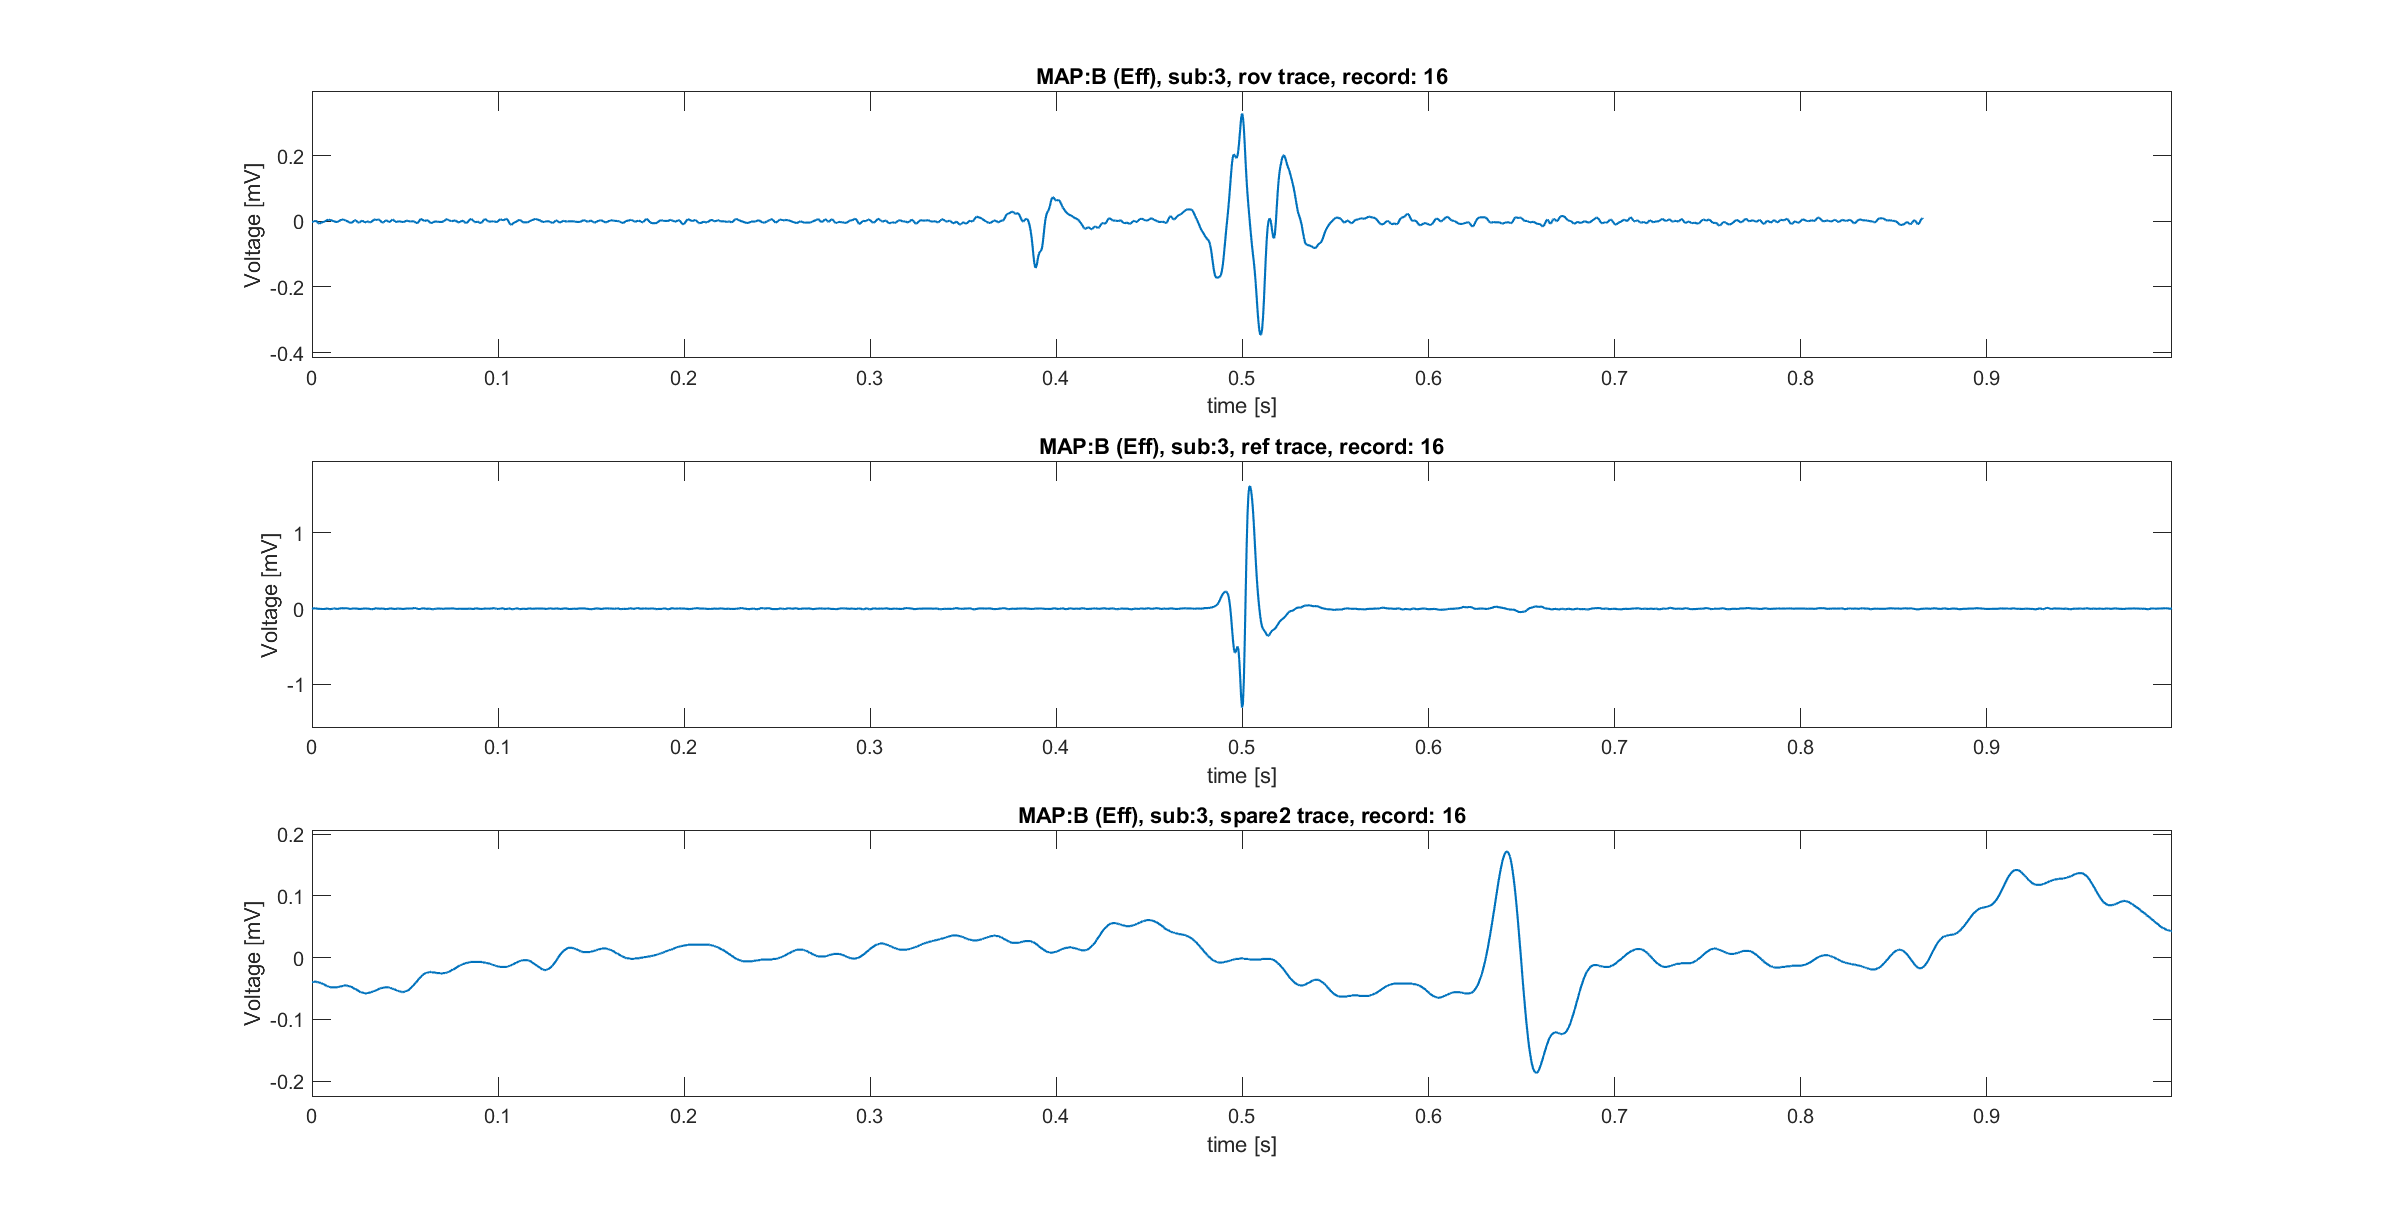 MAP:B (Eff), sub:3, rov trace, record: 16
Voltage [mV]
0.2
0
-0.2
-0.4
0 0.1 0.2 0.3 0.4 0.5 0.6 0.7 0.8 0.9
time [s]
MAP:B (Eff), sub:3, ref trace, record: 16
Voltage [mV]
1
0
-1
0 0.1 0.2 0.3 0.4 0.5 0.6 0.7 0.8 0.9
time [s]
MAP:B (Eff), sub:3, spare2 trace, record: 16
Voltage [mV]
0.2
0.1
0
-0.1
-0.2
0 0.1 0.2 0.3 0.4 0.5 0.6 0.7 0.8 0.9
time [s]